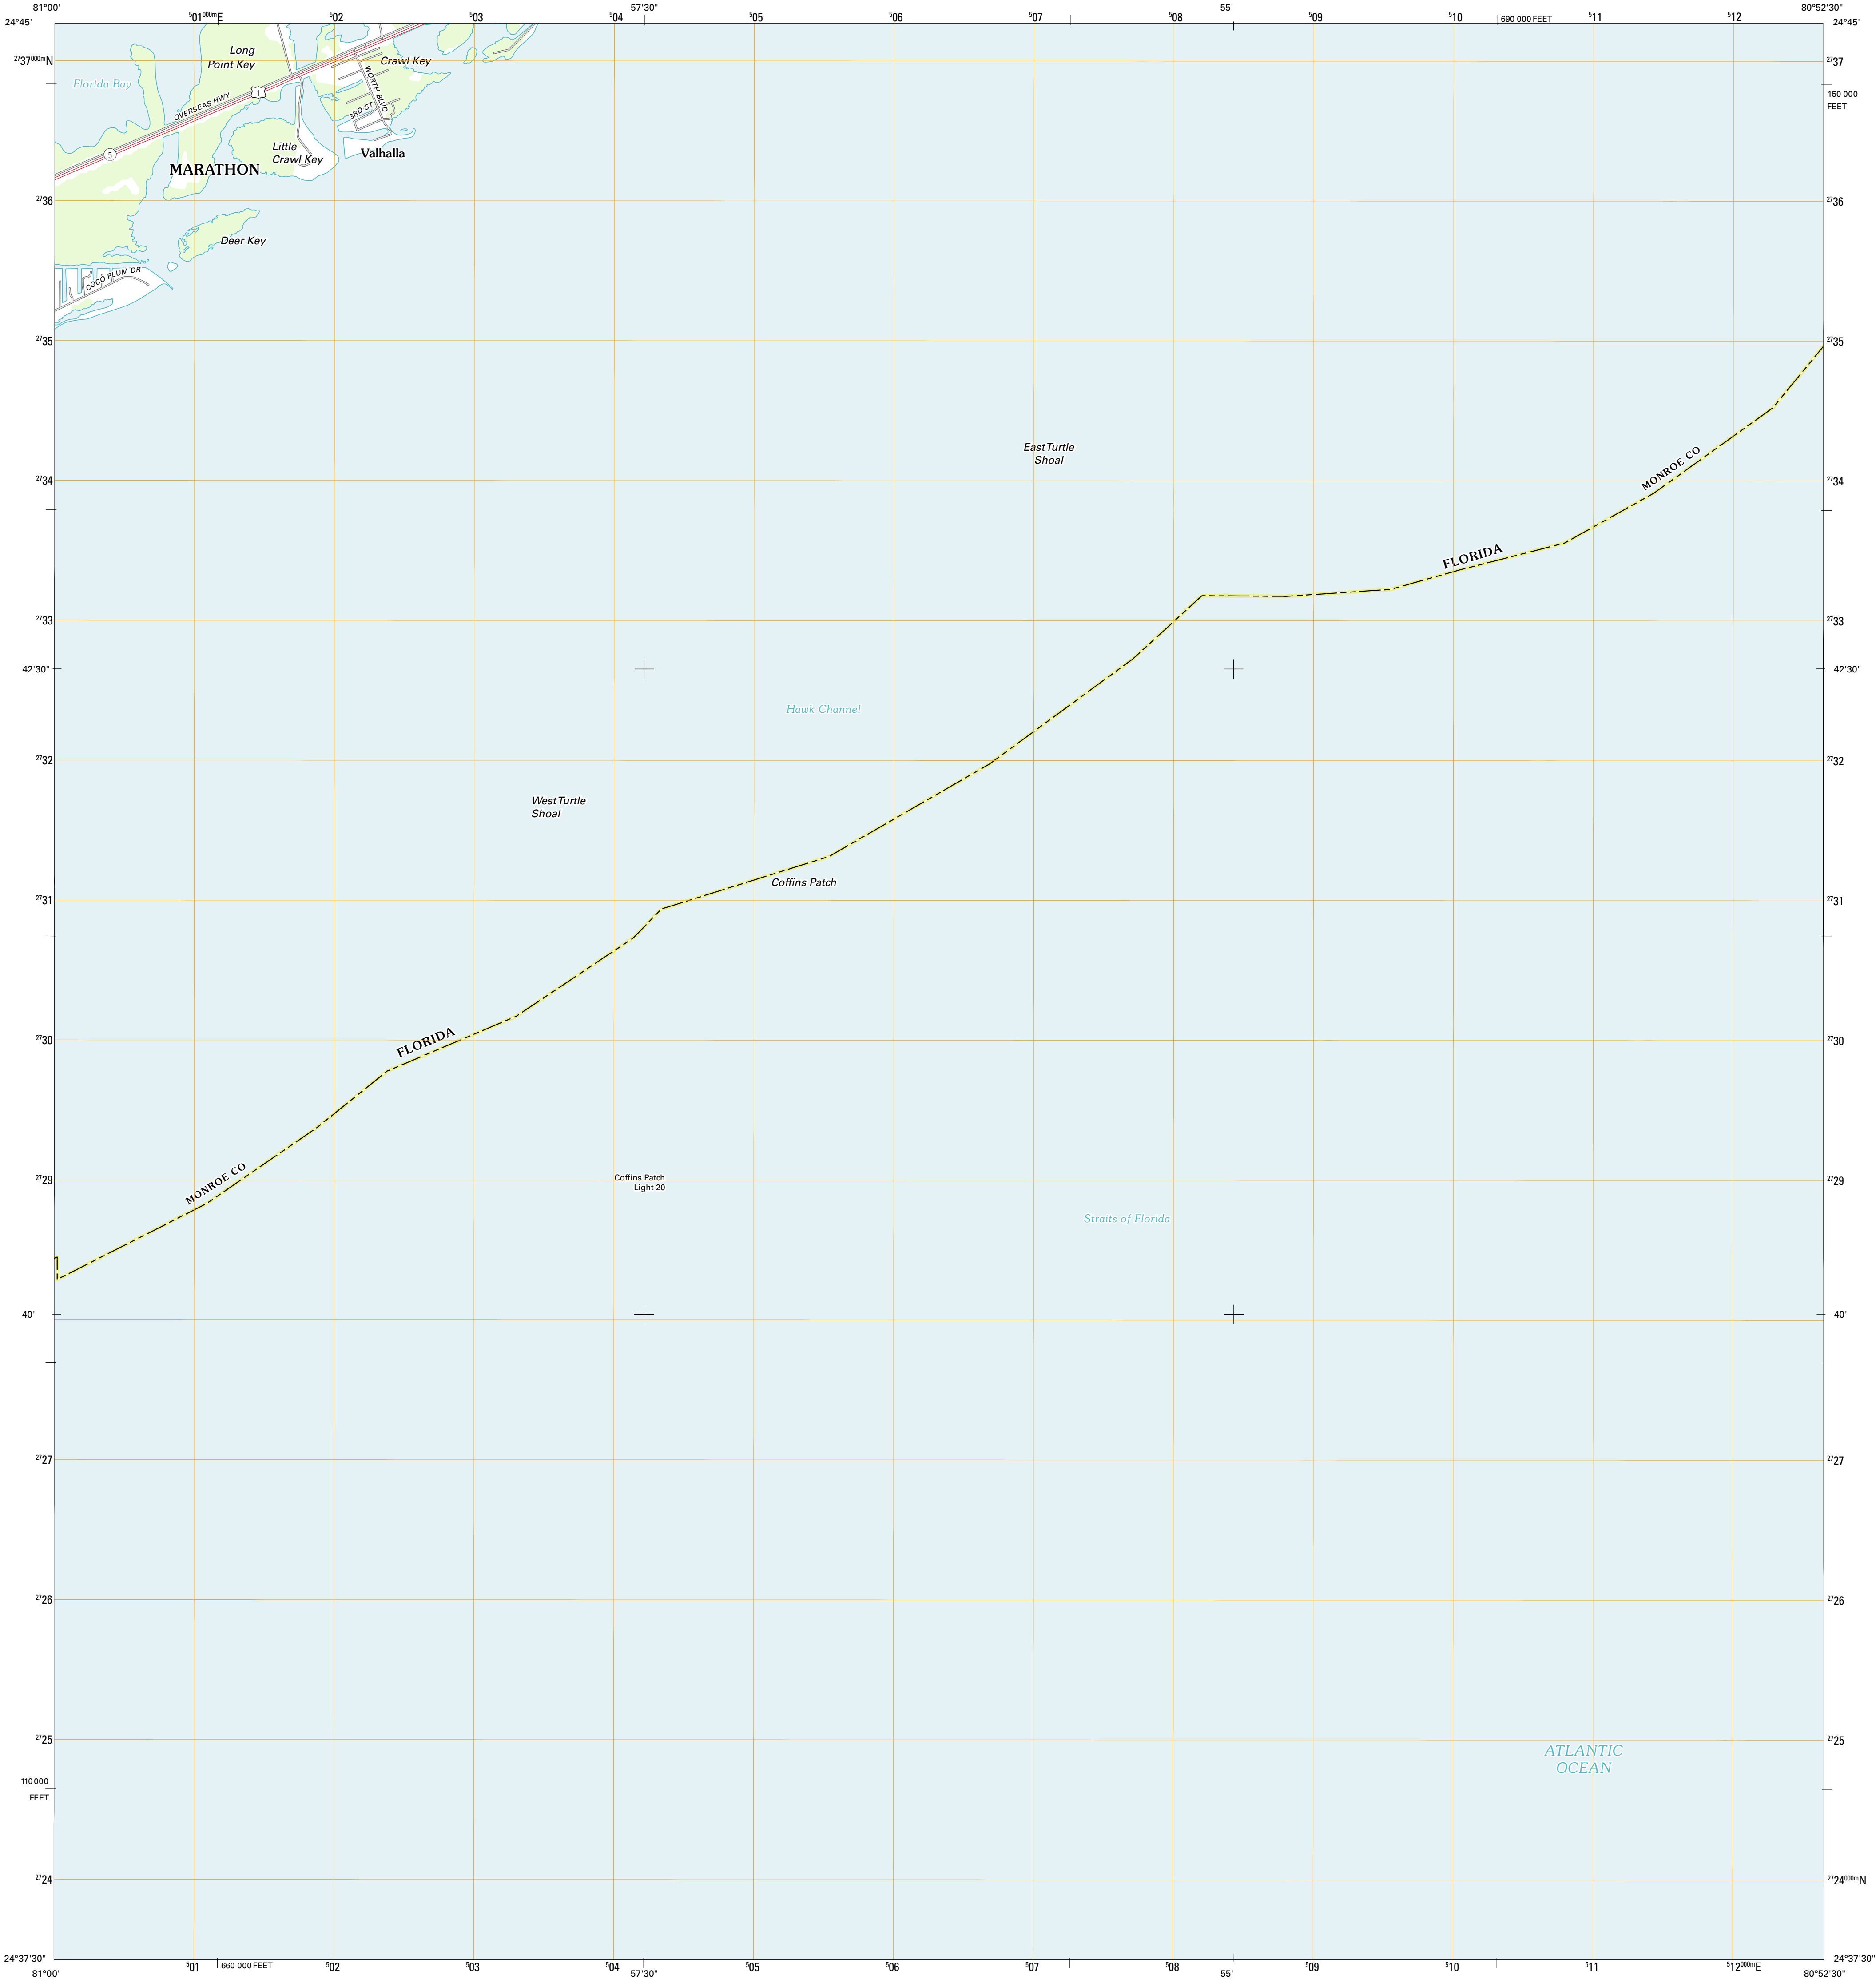 81°00'
57'30"
55'
80°52'30"
24°45'
501000mE
502
503
504
505
506
507
508
509
510
690 000 FEET
511
512
24°45'
2737000mN
2737
150 000
FEET
Long
Point Key
Crawl Key
Florida Bay
WORTH BLVD
OVERSEAS HWY
1
3RD ST
5
Little
Crawl Key
Valhalla
MARATHON
2736
2736
Deer Key
COCO PLUM DR
2735
2735
East Turtle
Shoal
MONROE CO
2734
2734
FLORIDA
2733
2733
42'30"
42'30"
Hawk Channel
2732
2732
West Turtle
Shoal
Coffins Patch
2731
2731
FLORIDA
2730
2730
MONROE CO
Coffins Patch
Light 20
2729
2729
Straits of Florida
40'
40'
2727
2727
2726
2726
2725
2725
ATLANTIC
OCEAN
110 000
FEET
2724
2724000mN
24°37'30"
24°37'30"
501
660 000 FEET
502
503
504
505
506
507
508
509
510
511
512000mE
81°00'
57'30"
55'
80°52'30"